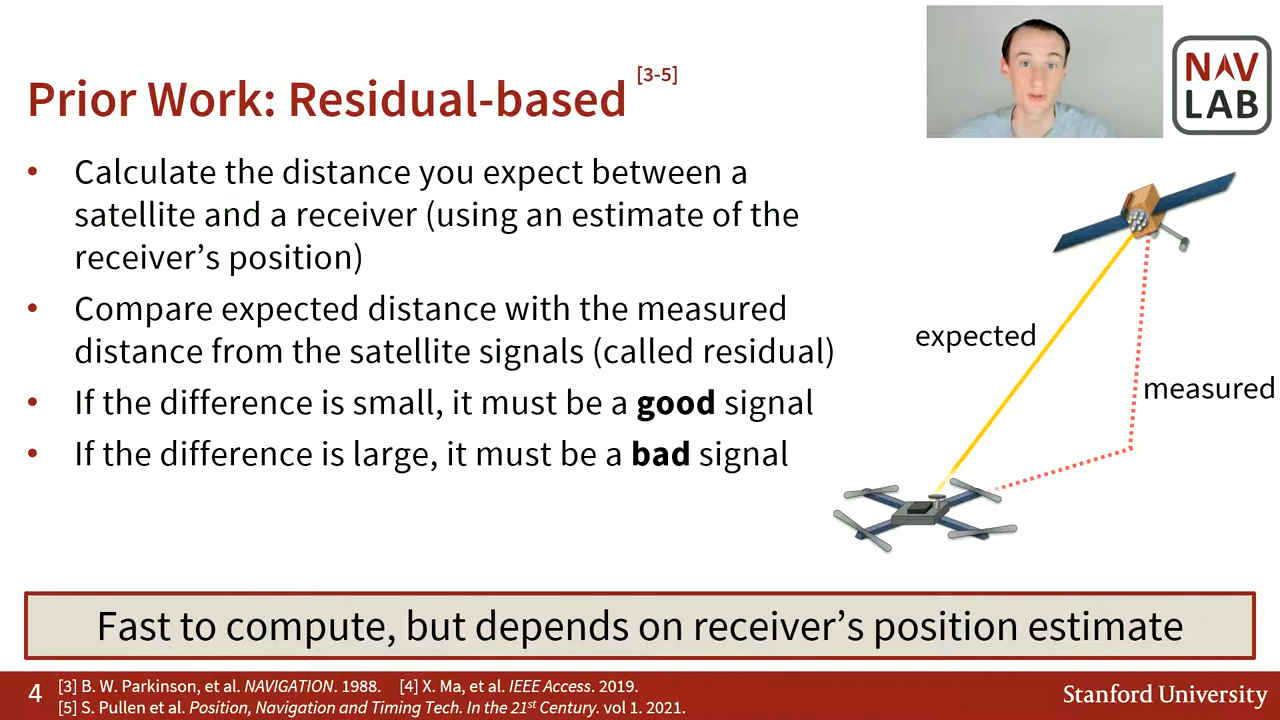 Prior Work: Residual-based [3-5]
NAV
LAB
• Calculate the distance you expect between a
satellite and a receiver (using an estimate of the
receiver’s position)
• Compare expected distance with the measured
distance from the satellite signals (called residual)
• If the difference is small, it must be a good signal
• If the difference is large, it must be a bad signal
expected
measured
Fast to compute, but depends on receiver’s position estimate
4
[3] B. W. Parkinson, et al. NAVIGATION. 1988. [4] X. Ma, et al. IEEE Access. 2019.
[5] S. Pullen et al. Position, Navigation and Timing Tech. In the 21st Century. vol 1. 2021.
Stanford University